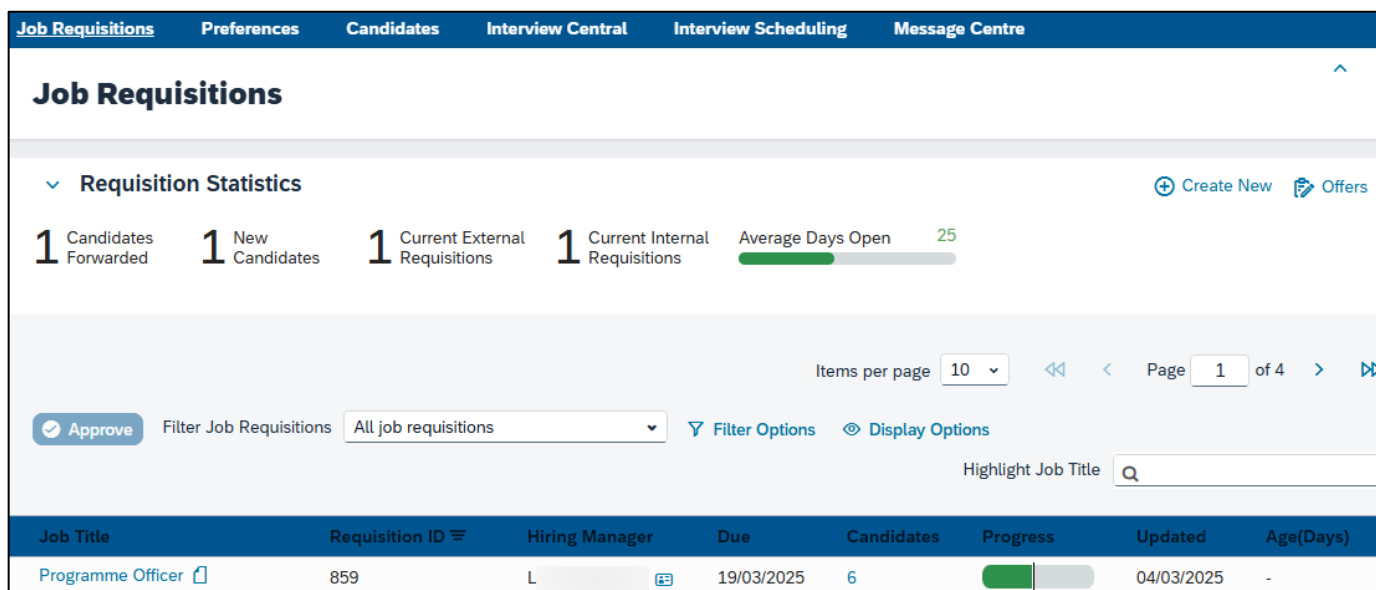 Job Requisitions Preferences Candidates Interview Central Interview Scheduling Message Centre
Job Requisitions
Requisition Statistics
Create New Offers
1 Candidates Forwarded
1 New Candidates
1 Current External Requisitions
1 Current Internal Requisitions
Average Days Open 25
Items per page 10 Page 1 of 4
Approve Filter Job Requisitions All job requisitions Filter Options Display Options
Highlight Job Title
Job Title Requisition ID Hiring Manager Due Candidates Progress Updated Age(Days)
Programme Officer 859 L 19/03/2025 6 04/03/2025 -